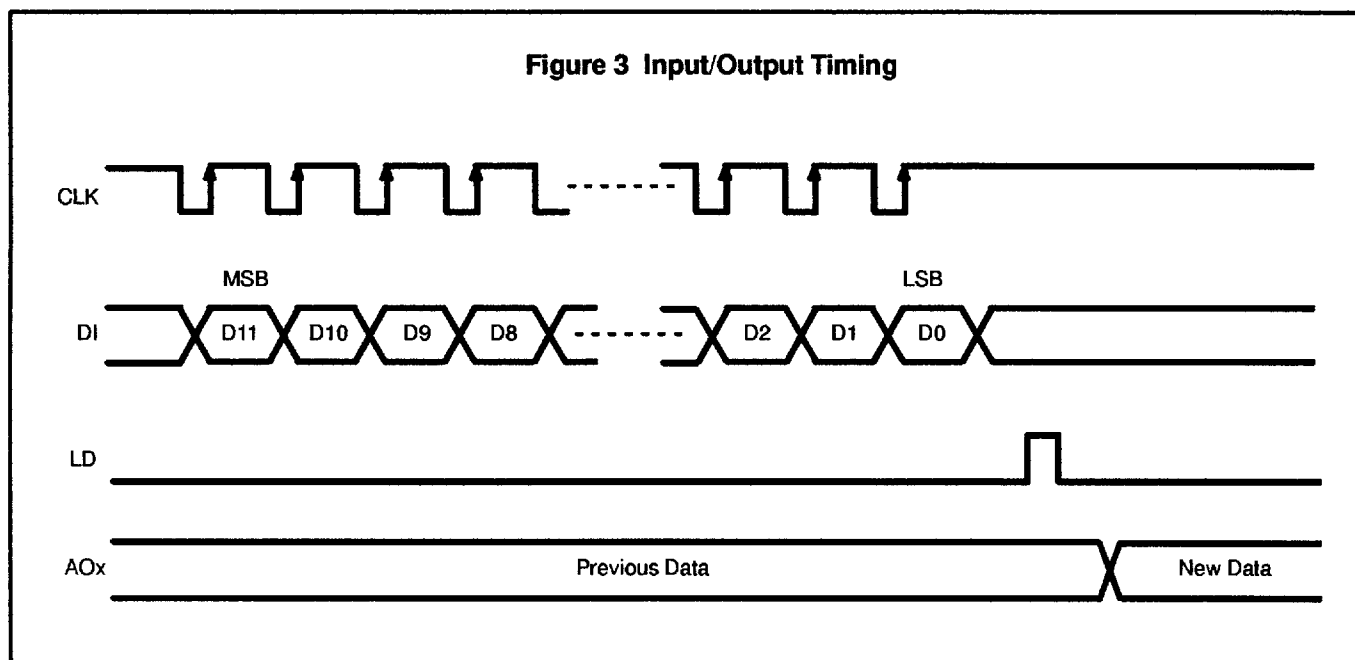 Figure 3 Input/Output Timing
CLK
MSB LSB
DI D11 D10 D9 D8 D2 D1 D0
LD
AOx Previous Data New Data